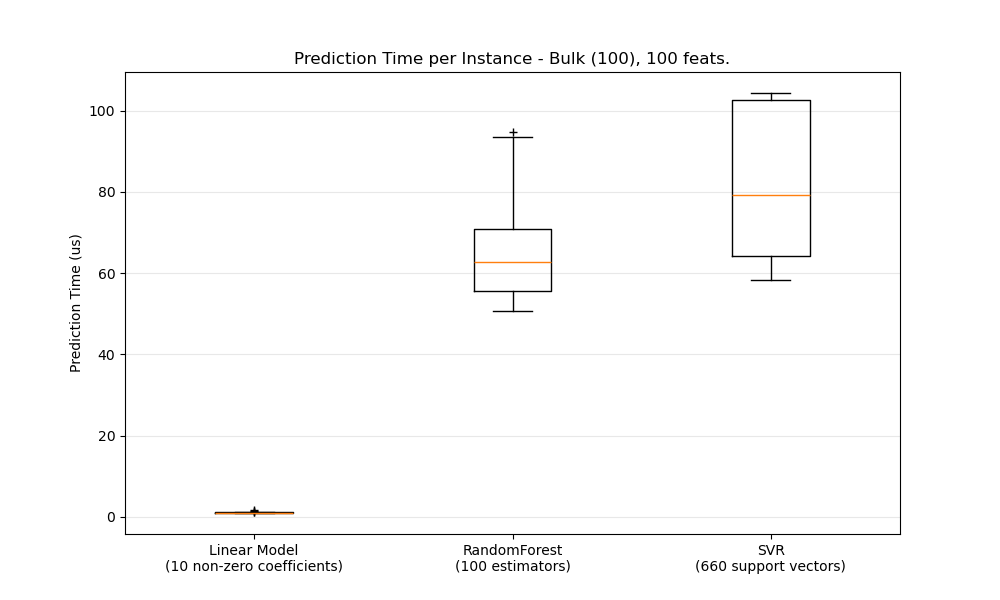 Prediction Time per Instance - Bulk (100), 100 feats.
Prediction Time (us)
100
80
60
40
20
0
Linear Model
(10 non-zero coefficients)
RandomForest
(100 estimators)
SVR
(660 support vectors)